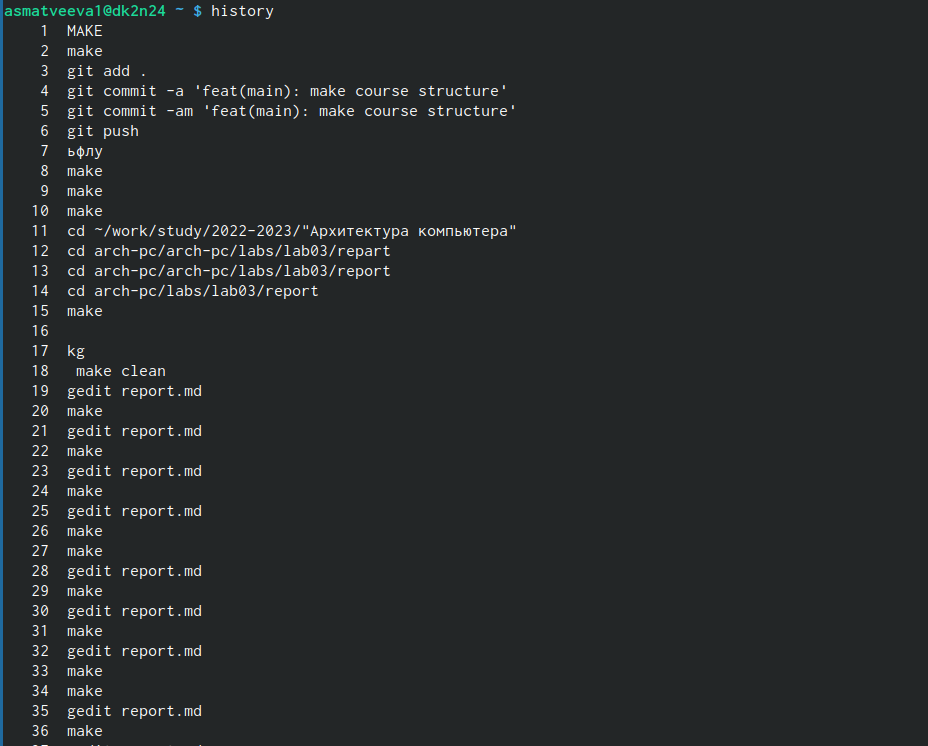 asmatveeva1@dk2n24 ~ $ history
1 MAKE
2 make
3 git add .
4 git commit -a 'feat(main): make course structure'
5 git commit -am 'feat(main): make course structure'
6 git push
7 ьфлу
8 make
9 make
10 make
11 cd ~/work/study/2022-2023/"Архитектура компьютера"
12 cd arch-pc/arch-pc/labs/lab03/repart
13 cd arch-pc/arch-pc/labs/lab03/report
14 cd arch-pc/labs/lab03/report
15 make
16
17 kg
18 make clean
19 gedit report.md
20 make
21 gedit report.md
22 make
23 gedit report.md
24 make
25 gedit report.md
26 make
27 make
28 gedit report.md
29 make
30 gedit report.md
31 make
32 gedit report.md
33 make
34 make
35 gedit report.md
36 make